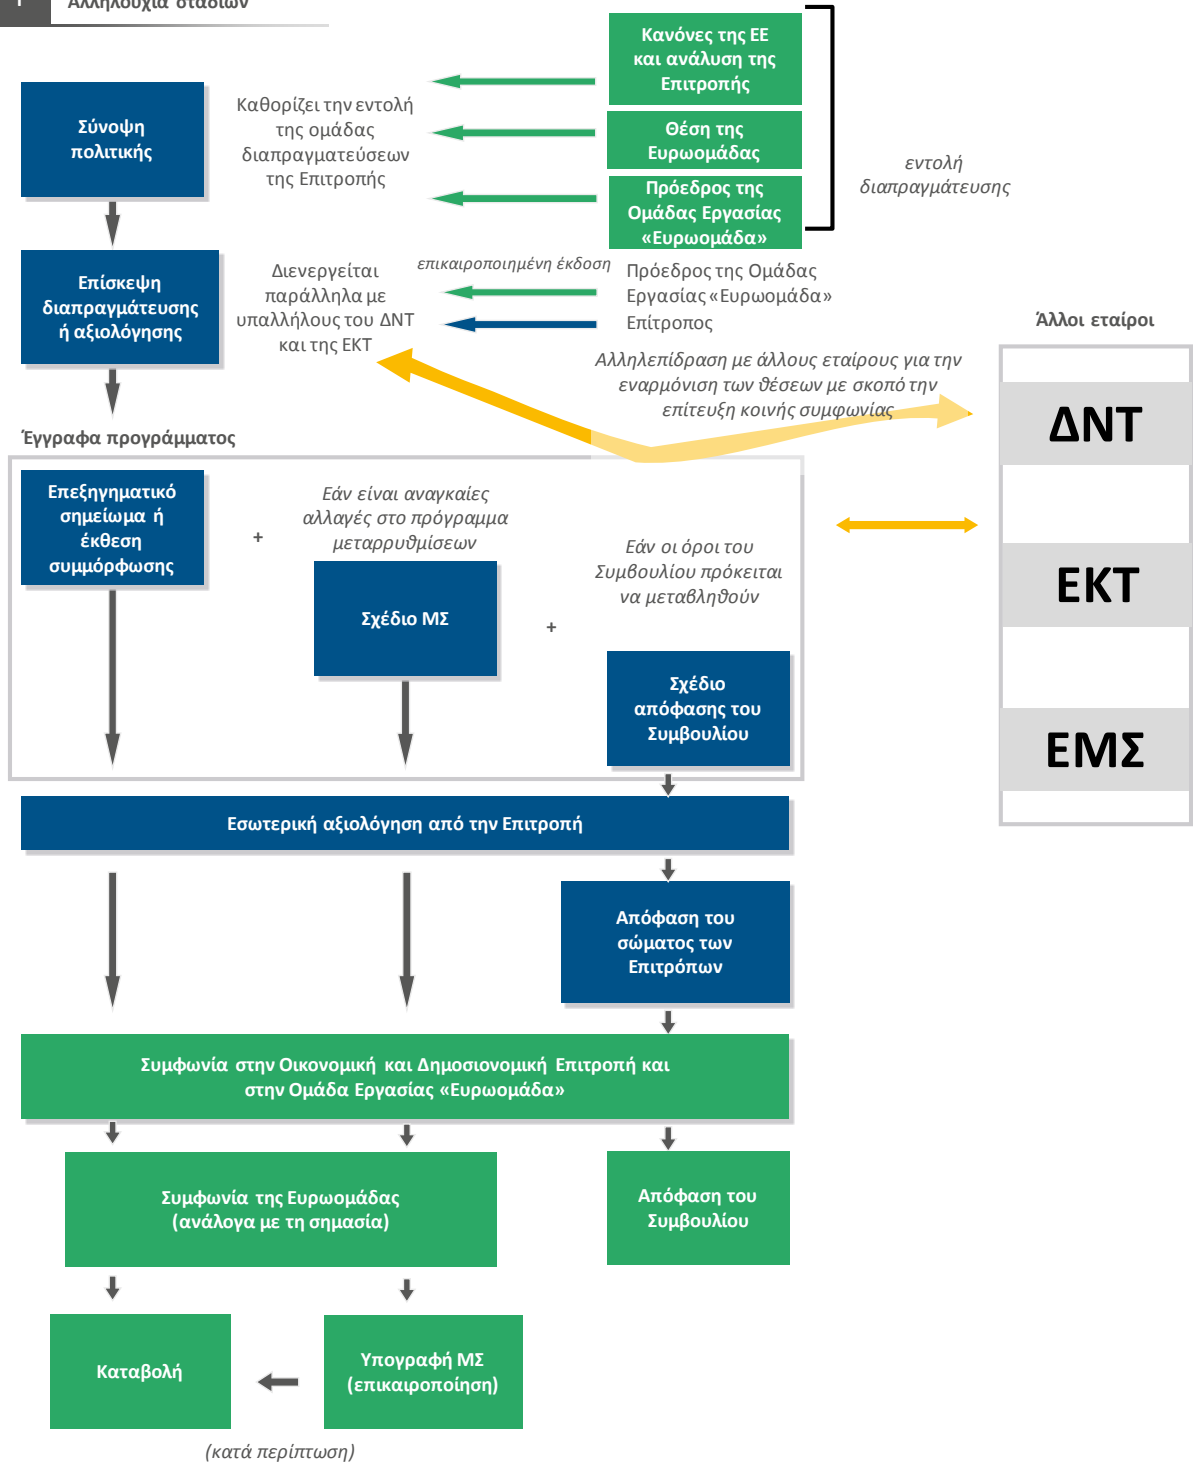 Αλληλουχία σταδίων
Κανόνες της ΕΕ
και ανάλυση της
Επιτροπής
Σύνοψη
πολιτικής
Καθορίζει την εντολή
της ομάδας
διαπραγματεύσεων
της Επιτροπής
Θέση της
Ευρωομάδας
Πρόεδρος της
Ομάδας Εργασίας
«Ευρωομάδα»
εντολή
διαπραγμάτευσης
Επίσκεψη
διαπραγμάτευσης
ή αξιολόγησης
Διενεργείται
παράλληλα με
υπαλλήλους του ΔΝΤ
και της ΕΚΤ
επικαιροποιημένη έκδοση
Πρόεδρος της Ομάδας
Εργασίας «Ευρωομάδα»
Επίτροπος
Άλλοι εταίροι
Αλληλεπίδραση με άλλους εταίρους για την
εναρμόνιση των θέσεων με σκοπό την
επίτευξη κοινής συμφωνίας
ΔΝΤ
ΕΚΤ
ΕΜΣ
Έγγραφα προγράμματος
Επεξηγηματικό
σημείωμα ή
έκθεση
συμμόρφωσης
+
Εάν είναι αναγκαίες
αλλαγές στο πρόγραμμα
μεταρρυθμίσεων
Σχέδιο ΜΣ
+
Εάν οι όροι του
Συμβουλίου πρόκειται
να μεταβληθούν
Σχέδιο
απόφασης του
Συμβουλίου
Εσωτερική αξιολόγηση από την Επιτροπή
Απόφαση του
σώματος των
Επιτρόπων
Συμφωνία στην Οικονομική και Δημοσιονομική Επιτροπή και
στην Ομάδα Εργασίας «Ευρωομάδα»
Συμφωνία της Ευρωομάδας
(ανάλογα με τη σημασία)
Απόφαση του
Συμβουλίου
Καταβολή
Υπογραφή ΜΣ
(επικαιροποίηση)
(κατά περίπτωση)